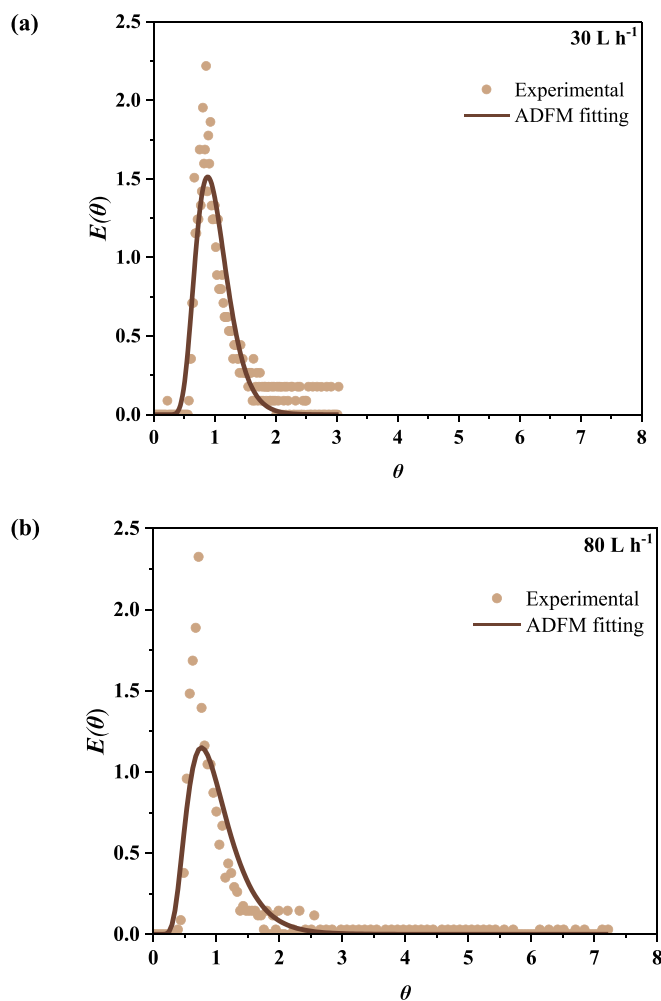 (a)
30 L h⁻¹
Experimental
ADFM fitting
E(θ)
2.5
2.0
1.5
1.0
0.5
0.0
0 1 2 3 4 5 6 7 8
θ
(b)
80 L h⁻¹
Experimental
ADFM fitting
E(θ)
2.5
2.0
1.5
1.0
0.5
0.0
0 1 2 3 4 5 6 7 8
θ